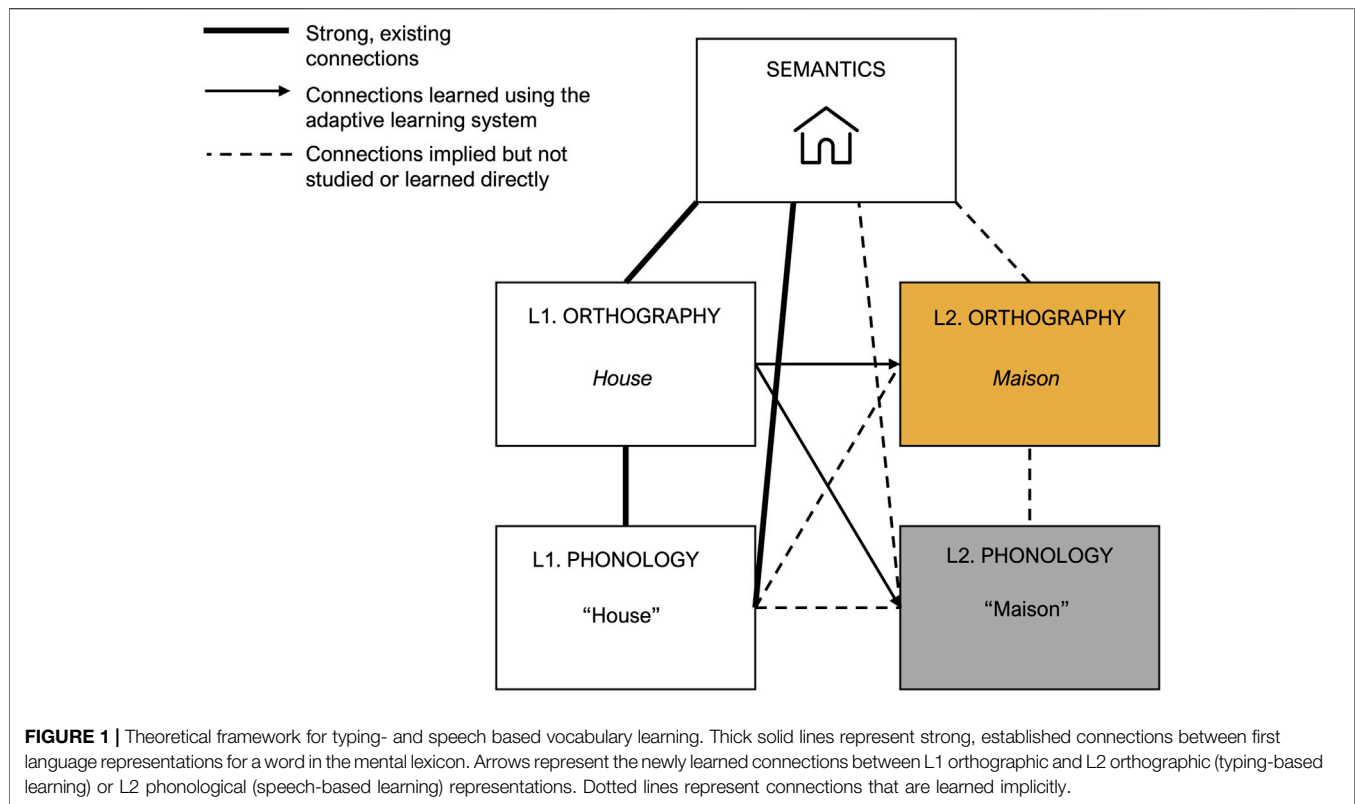 Strong, existing
connections
Connections learned using the
adaptive learning system
Connections implied but not
studied or learned directly
SEMANTICS
L1. ORTHOGRAPHY
House
L2. ORTHOGRAPHY
Maison
L1. PHONOLOGY
“House”
L2. PHONOLOGY
“Maison”
FIGURE 1 | Theoretical framework for typing- and speech based vocabulary learning. Thick solid lines represent strong, established connections between first
language representations for a word in the mental lexicon. Arrows represent the newly learned connections between L1 orthographic and L2 orthographic (typing-based
learning) or L2 phonological (speech-based learning) representations. Dotted lines represent connections that are learned implicitly.